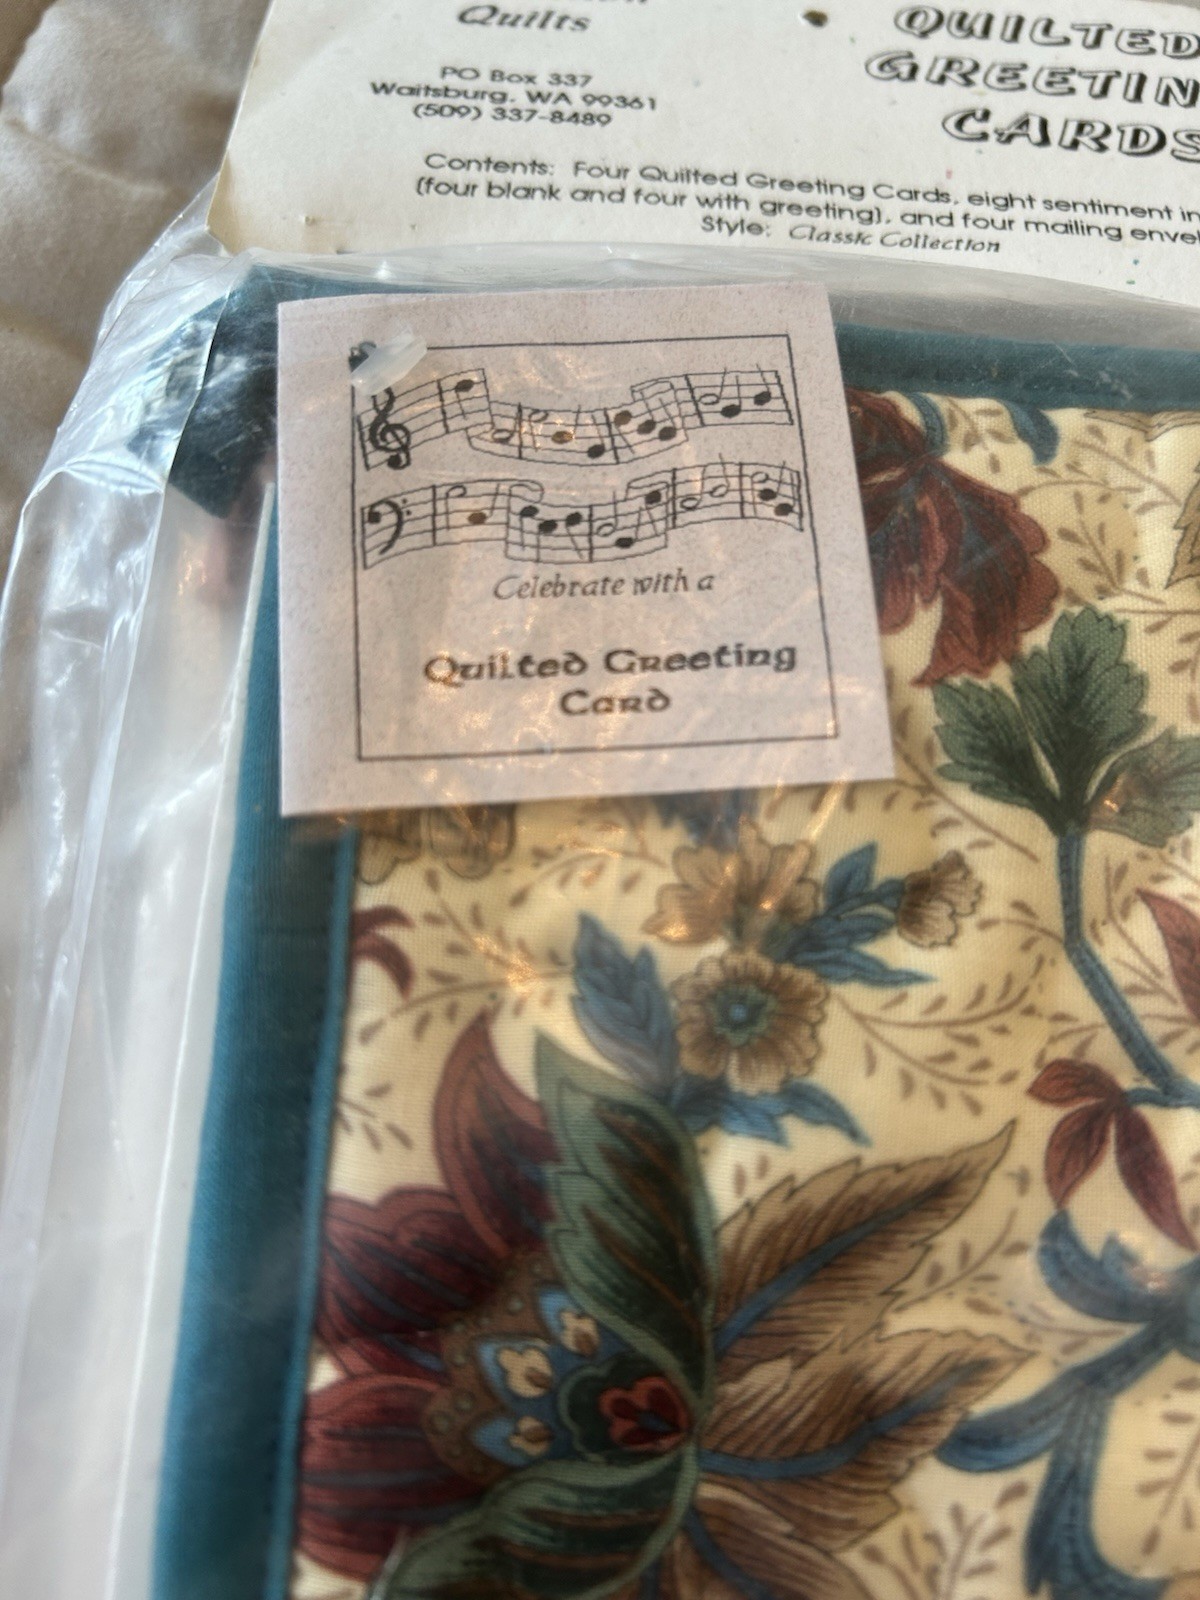 Quilts
PO Box 337
Waitsburg, WA 99361
(509) 337-8489
QUILTED
GREETIN
CARDS
Contents: Four Quilted Greeting Cards, eight sentiment in
(four blank and four with greeting), and four mailing envel
Style: Classic Collection
Celebrate with a
Quilted Greeting
Card